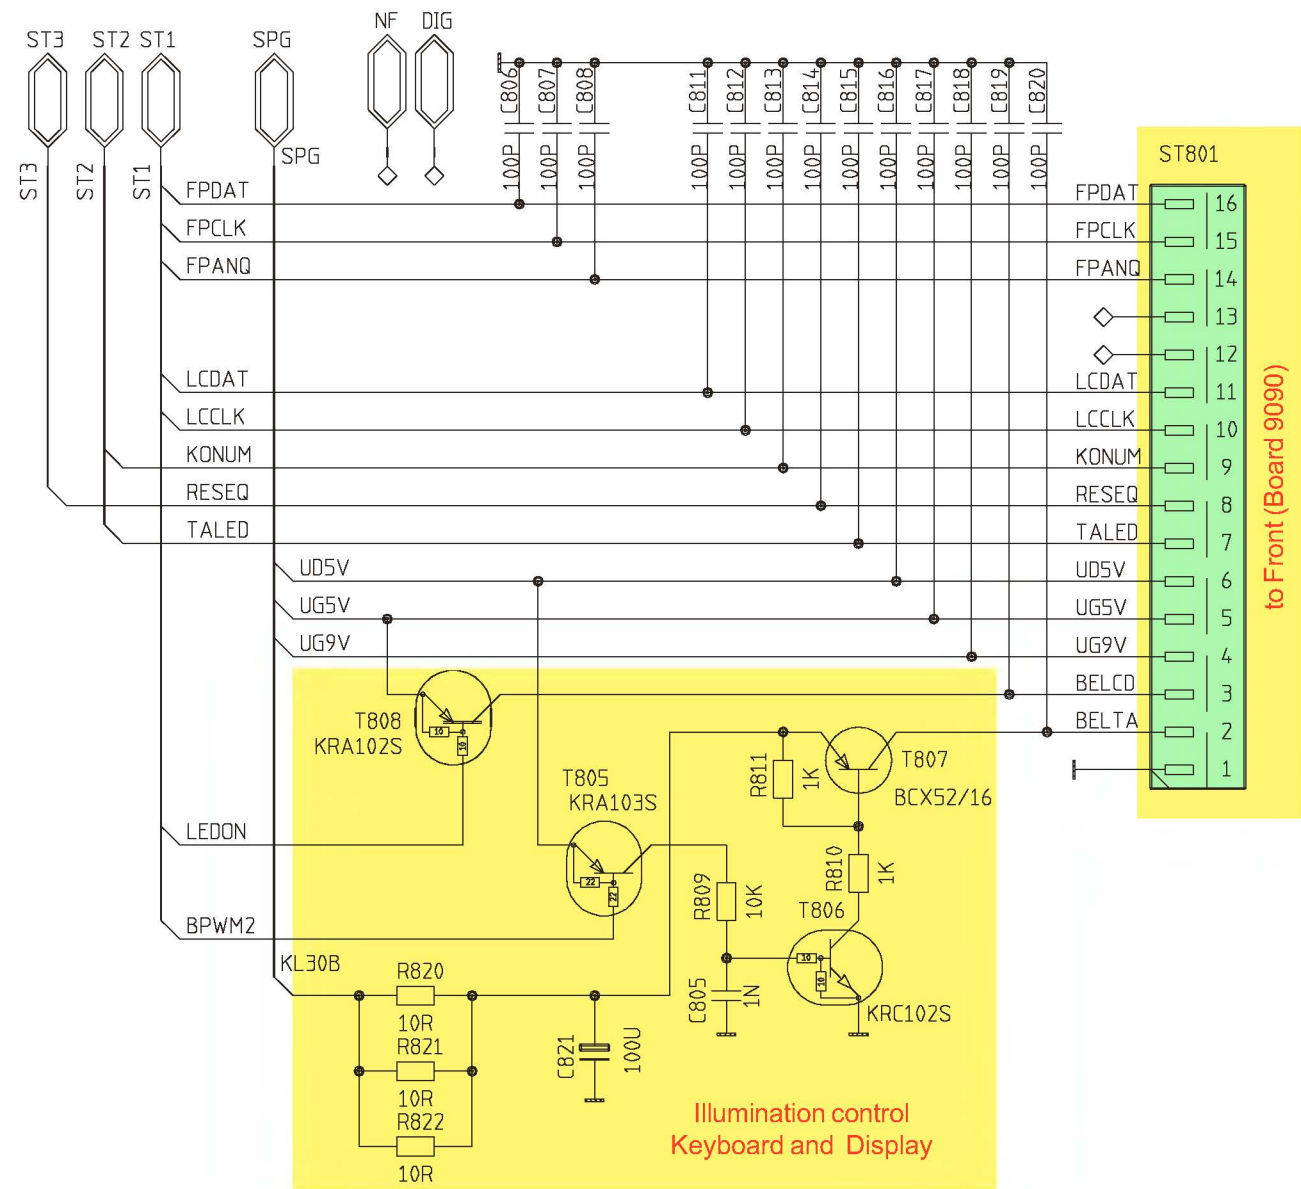 NF DIG
ST3 ST2 ST1 SPG
C806 C807 C808 C811 C812 C813 C814 C815 C816 C817 C818 C819 C820
100P 100P 100P 100P 100P 100P 100P 100P 100P 100P 100P 100P 100P
ST801
ST3 ST2 ST1 SPG
FPDAT FPDAT 16
FPCLK FPCLK 15
FPANQ FPANQ 14
13
12
LCDAT LCDAT 11
LCCLK LCCLK 10
KONUM KONUM 9
RESEQ RESEQ 8
TALED TALED 7
UD5V UD5V 6
UG5V UG5V 5
UG9V UG9V 4
BELCD 3
BELTA 2
1
to Front (Board 9090)
T808
KRA102S
10
10
T805
KRA103S
22
22
R811
1K
T807
BCX52/16
LEDON
R810
1K
R809
10K
T806
10
10
KRC102S
BPWM2
KL30B
R820
10R
R821
10R
R822
10R
C821
100U
C805
1N
Illumination control
Keyboard and Display